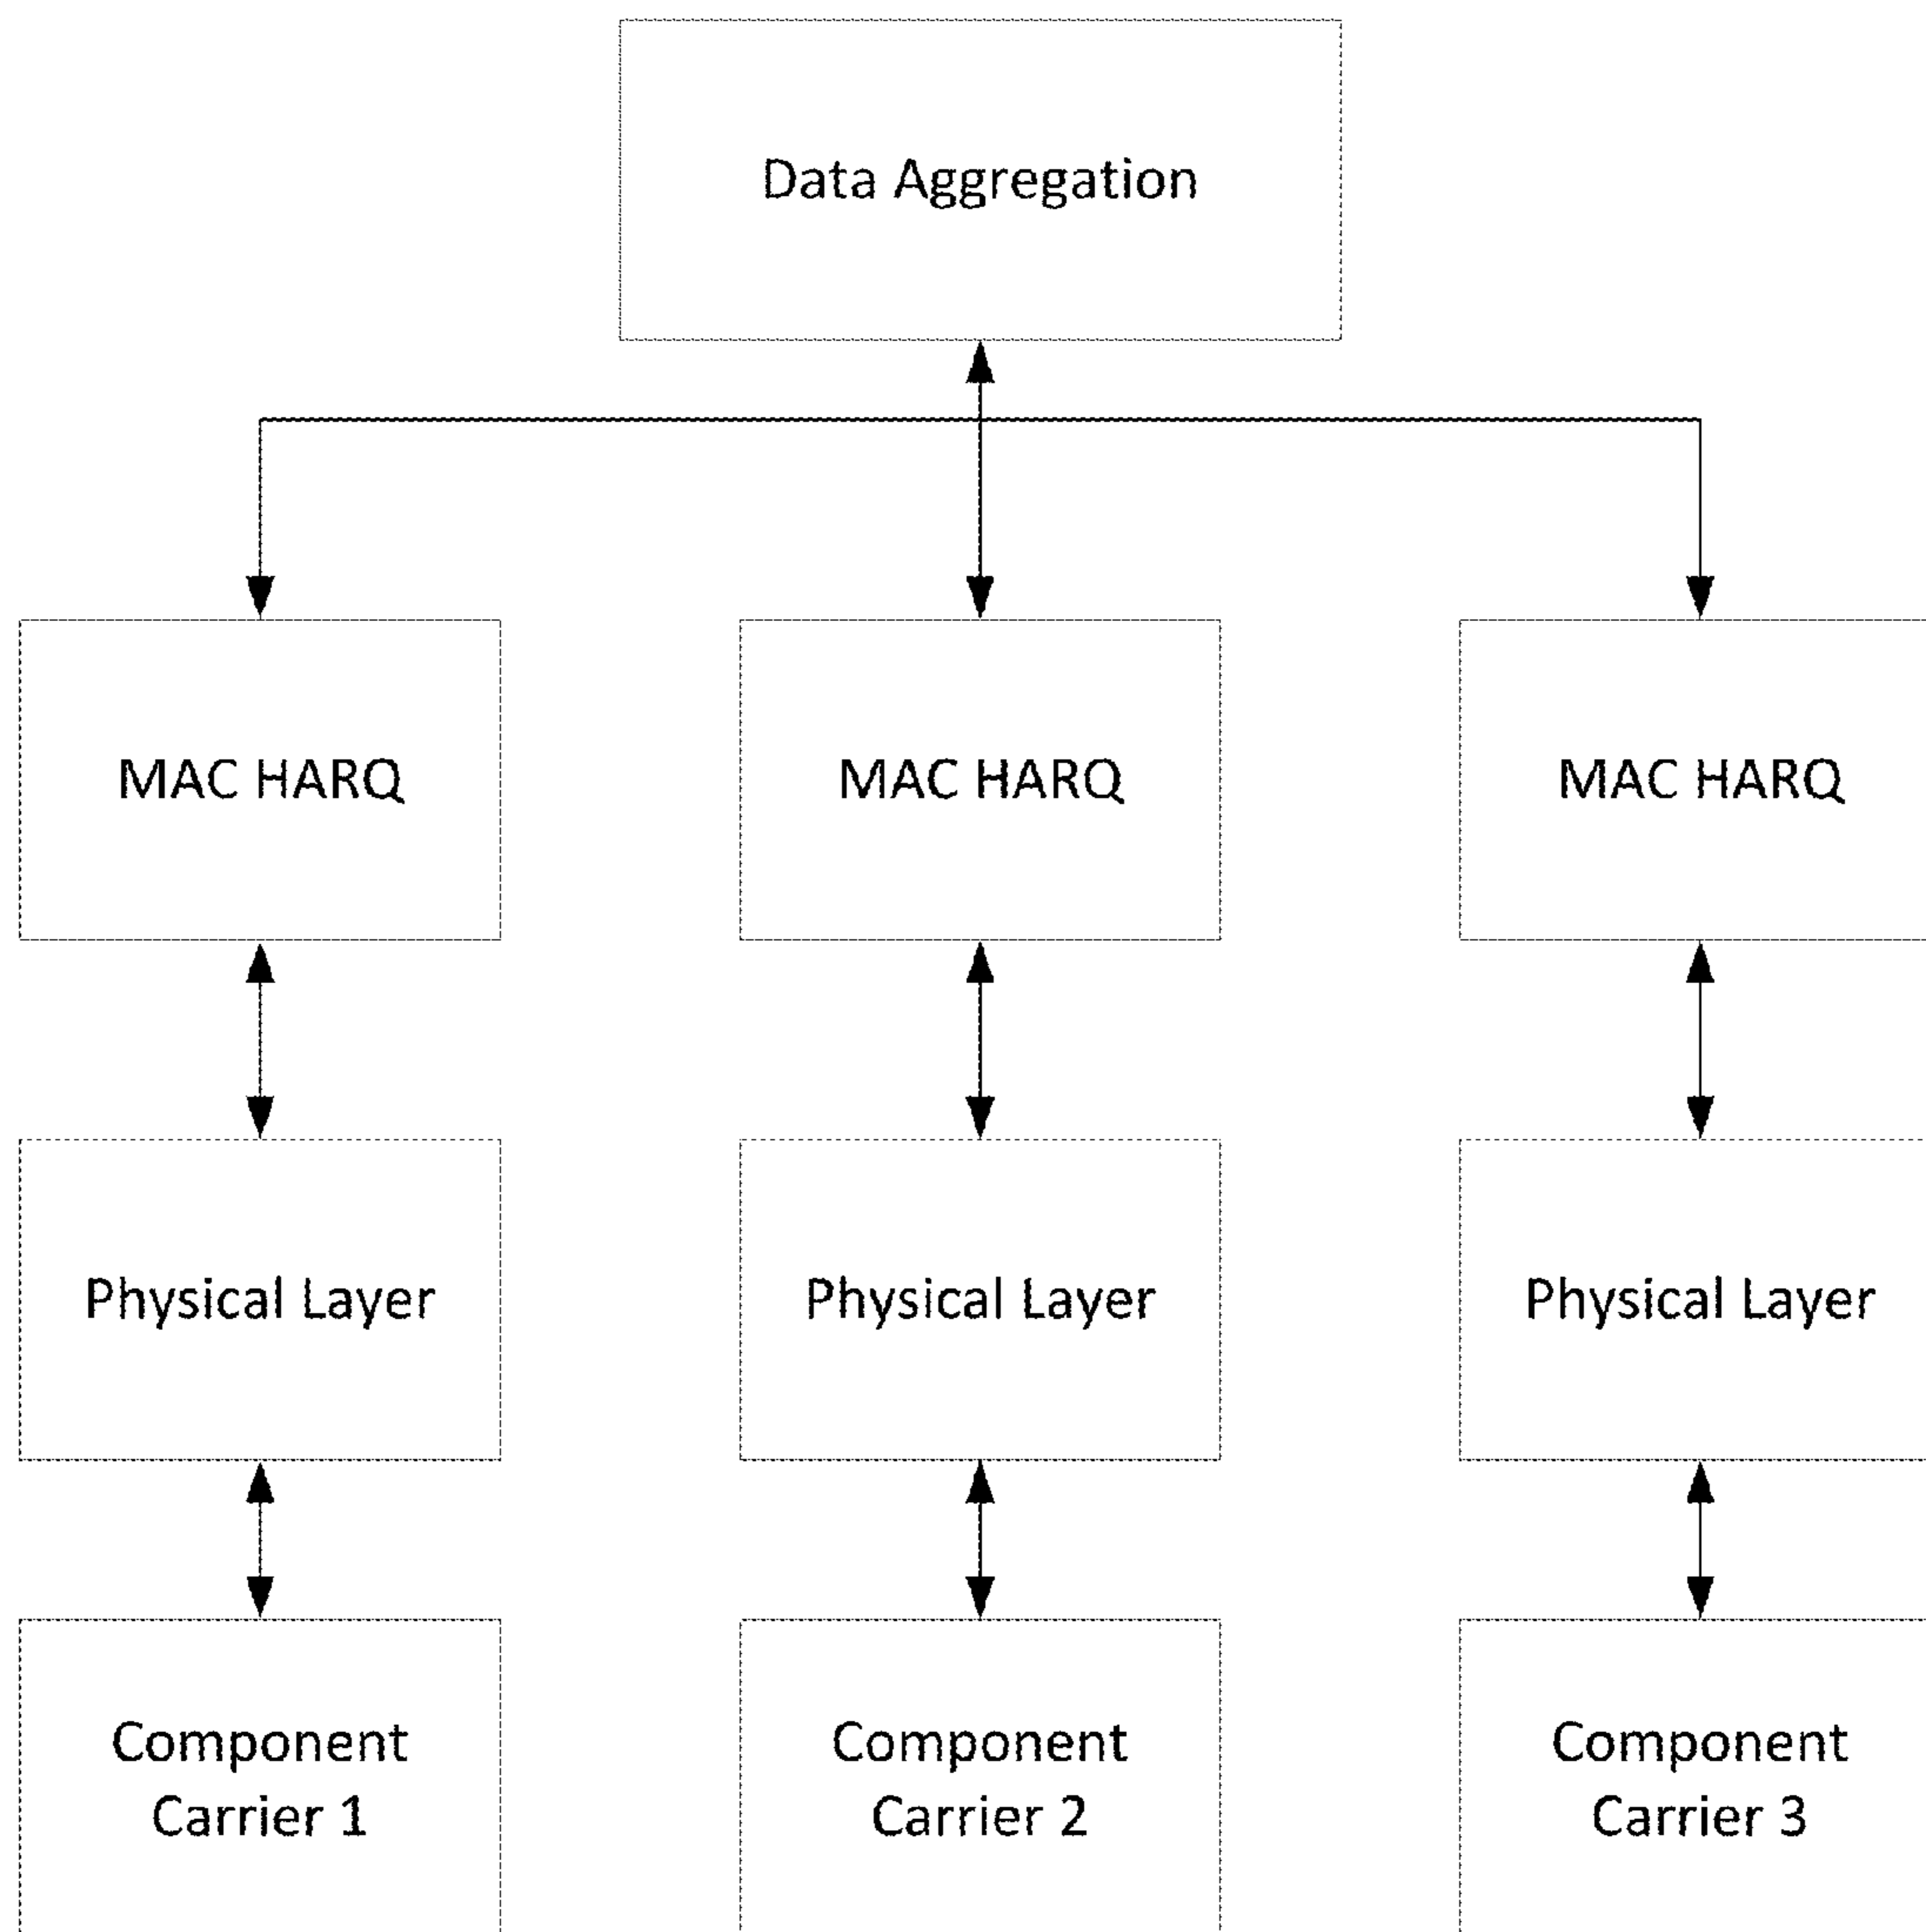 Data Aggregation
MAC HARQ
MAC HARQ
MAC HARQ
Physical Layer
Physical Layer
Physical Layer
Component
Carrier 1
Component
Carrier 2
Component
Carrier 3